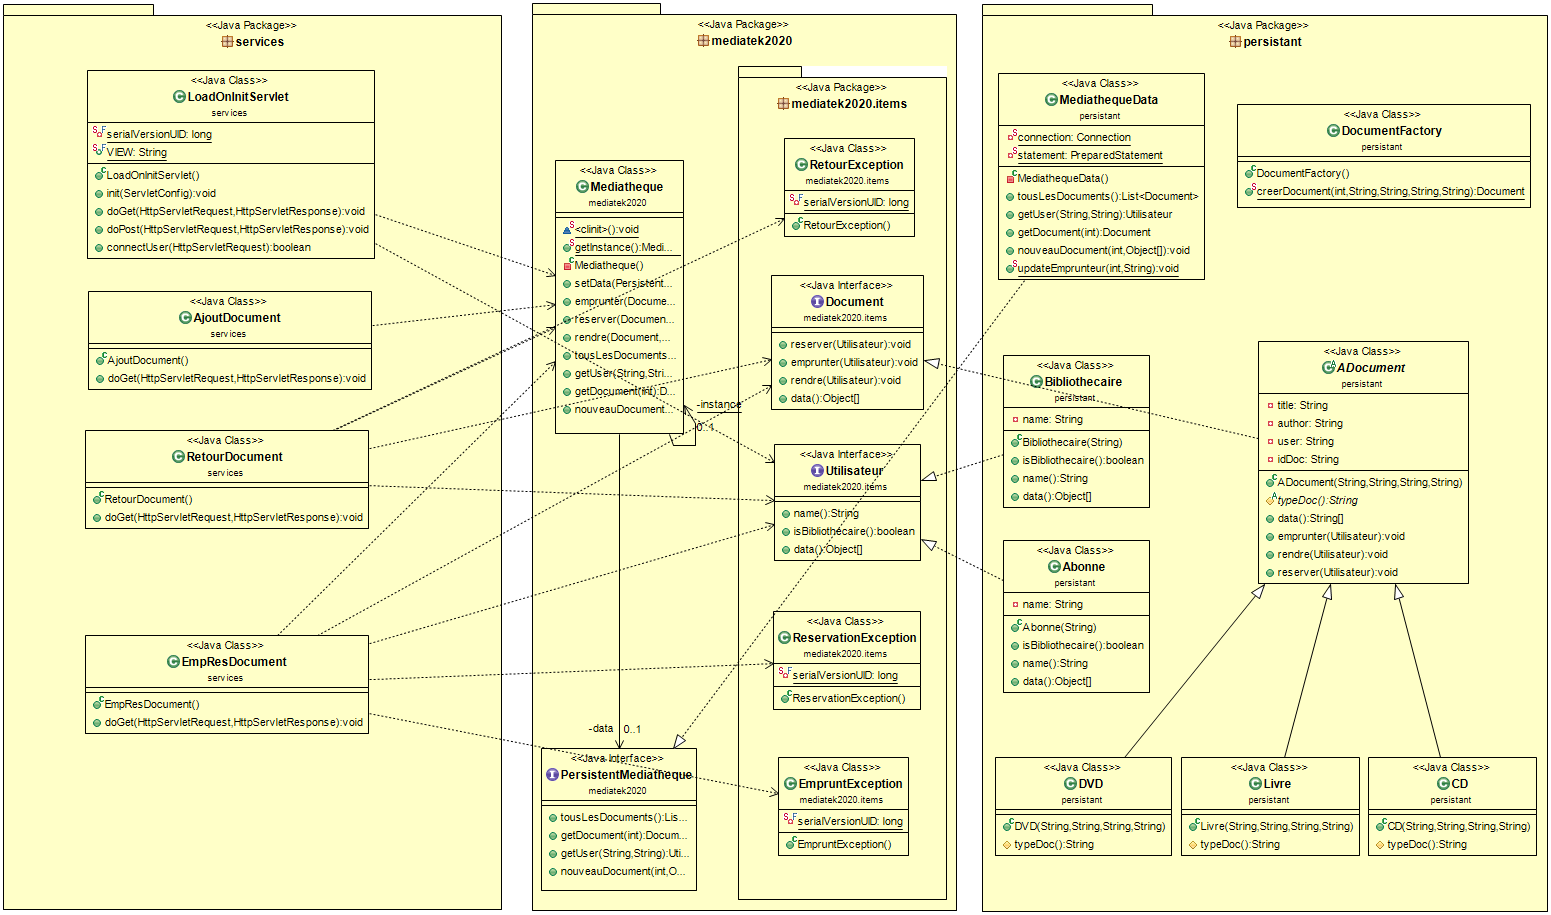 <<Java Package>>
services
<<Java Class>>
LoadOnInitServlet
services
serialVersionUID: long
VIEW: String
LoadOnInitServlet()
init(ServletConfig):void
doGet(HttpServletRequest,HttpServletResponse):void
doPost(HttpServletRequest,HttpServletResponse):void
connectUser(HttpServletRequest):boolean
<<Java Class>>
AjoutDocument
services
AjoutDocument()
doGet(HttpServletRequest,HttpServletResponse):void
<<Java Class>>
RetourDocument
services
RetourDocument()
doGet(HttpServletRequest,HttpServletResponse):void
<<Java Class>>
EmpResDocument
services
EmpResDocument()
doGet(HttpServletRequest,HttpServletResponse):void
<<Java Package>>
mediatek2020
<<Java Class>>
Mediatheque
mediatek2020
<clinit>():void
getInstance():Medi...
Mediatheque()
setData(Persistent...
emprunter(Docume...
reserver(Documen...
rendre(Document,...
tousLesDocuments...
getUser(String,Stri...
getDocument(int):D...
nouveauDocument...
-instance
0..1
-data
0..1
<<Java Interface>>
PersistentMediatheque
mediatek2020
tousLesDocuments():Lis...
getDocument(int):Docum...
getUser(String,String):Uti...
nouveauDocument(int,O...
<<Java Package>>
mediatek2020.items
<<Java Class>>
RetourException
mediatek2020.items
serialVersionUID: long
RetourException()
<<Java Interface>>
Document
mediatek2020.items
reserver(Utilisateur):void
emprunter(Utilisateur):void
rendre(Utilisateur):void
data():Object[]
<<Java Interface>>
Utilisateur
mediatek2020.items
name():String
isBibliothécaire():boolean
data():Object[]
<<Java Class>>
ReservationException
mediatek2020.items
serialVersionUID: long
ReservationException()
<<Java Class>>
EmpruntException
mediatek2020.items
serialVersionUID: long
EmpruntException()
<<Java Package>>
persistant
<<Java Class>>
MediathequeData
persistant
connection: Connection
statement: PreparedStatement
MediathequeData()
tousLesDocuments():List<Document>
getUser(String,String):Utilisateur
getDocument(int):Document
nouveauDocument(int,Object[]):void
updateEmprunteur(int,String):void
<<Java Class>>
DocumentFactory
persistant
DocumentFactory()
creerDocument(int,String,String,String,String):Document
<<Java Class>>
Bibliothecaire
persistant
name: String
Bibliothecaire(String)
isBibliothecaire():boolean
name():String
data():Object[]
<<Java Class>>
ADocument
persistant
title: String
author: String
user: String
idDoc: String
ADocument(String,String,String,String)
typeDoc():String
data():String[]
emprunter(Utilisateur):void
rendre(Utilisateur):void
reserver(Utilisateur):void
<<Java Class>>
Abonne
persistant
name: String
Abonne(String)
isBibliothecaire():boolean
name():String
data():Object[]
<<Java Class>>
DVD
persistant
DVD(String,String,String,String)
typeDoc():String
<<Java Class>>
Livre
persistant
Livre(String,String,String,String)
typeDoc():String
<<Java Class>>
CD
persistant
CD(String,String,String,String)
typeDoc():String